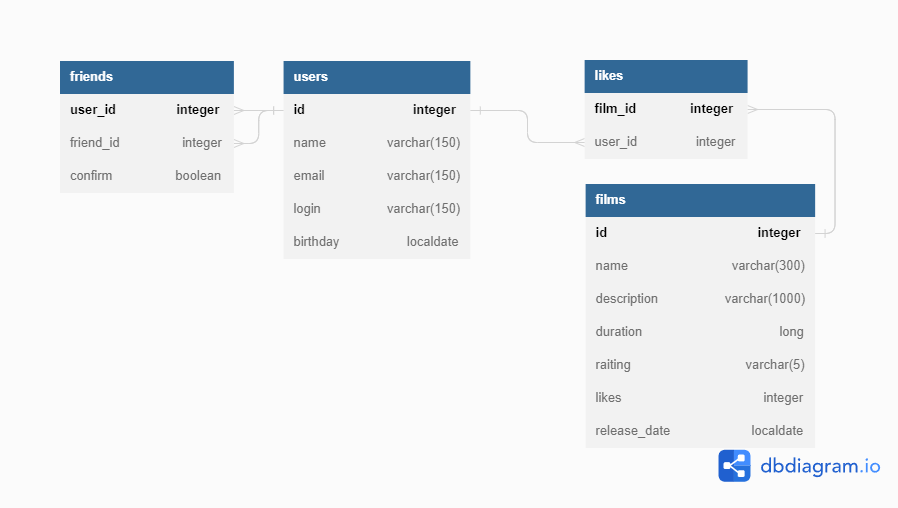 friends
user_id integer
friend_id integer
confirm boolean
users
id integer
name varchar(150)
email varchar(150)
login varchar(150)
birthday localdate
likes
film_id integer
user_id integer
films
id integer
name varchar(300)
description varchar(1000)
duration long
raiting varchar(5)
likes integer
release_date localdate
dbdiagram.io